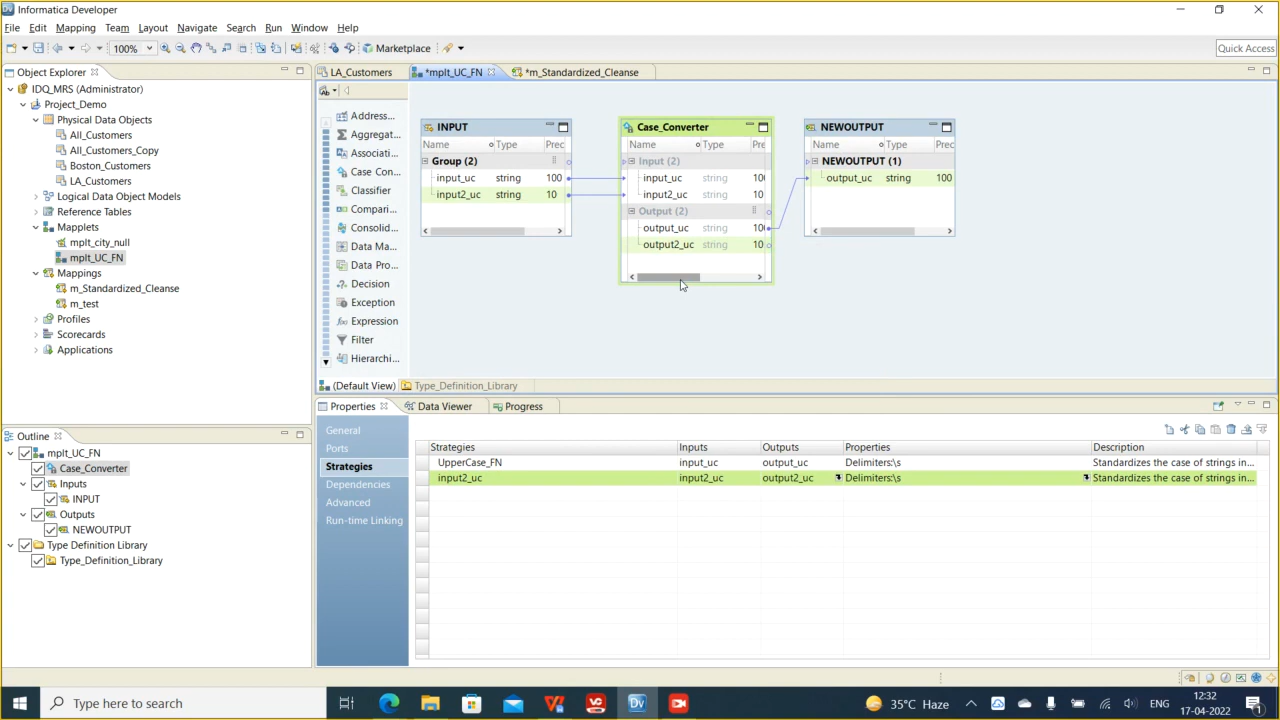 Informatica Developer
File Edit Mapping Team Layout Navigate Search Run Window Help
100% Marketplace Quick Access
Object Explorer
IDQ_MRS (Administrator)
Project_Demo
Physical Data Objects
All_Customers
All_Customers_Copy
Boston_Customers
LA_Customers
Logical Data Object Models
Reference Tables
Mapplets
mplt_city_null
mplt_UC_FN
Mappings
m_Standardized_Cleanse
m_test
Profiles
Scorecards
Applications
Outline
mplt_UC_FN
Case_Converter
Inputs
INPUT
Outputs
NEWOUTPUT
Type Definition Library
Type_Definition_Library
LA_Customers *mplt_UC_FN *m_Standardized_Cleanse
Address...
Aggregat...
Associati...
Case Con...
Classifier
Compari...
Consolid...
Data Ma...
Data Pro...
Decision
Exception
Expression
Filter
Hierarchi...
INPUT
Name Type Prec
Group (2)
input_uc string 100
input2_uc string 10
Case_Converter
Name Type Pre
Input (2)
input_uc string 100
input2_uc string 10
Output (2)
output_uc string 100
output2_uc string 10
NEWOUTPUT
Name Type Prec
NEWOUTPUT (1)
output_uc string 100
(Default View) Type_Definition_Library
Properties Data Viewer Progress
General
Ports
Strategies
Dependencies
Advanced
Run-time Linking
Strategies Inputs Outputs Properties Description
UpperCase_FN input_uc output_uc Delimiters:\s Standardizes the case of strings in...
input2_uc input2_uc output2_uc Delimiters:\s Standardizes the case of strings in...
Type here to search
35°C Haze
ENG
12:32
17-04-2022